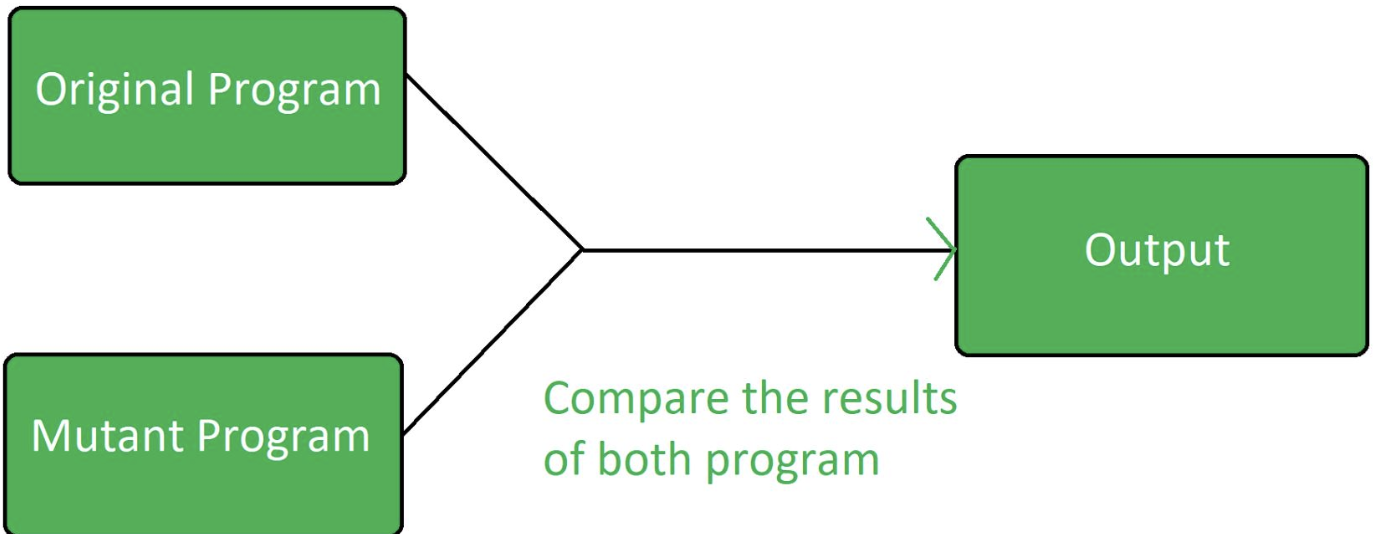 Original Program
Output
Mutant Program
Compare the results
of both program